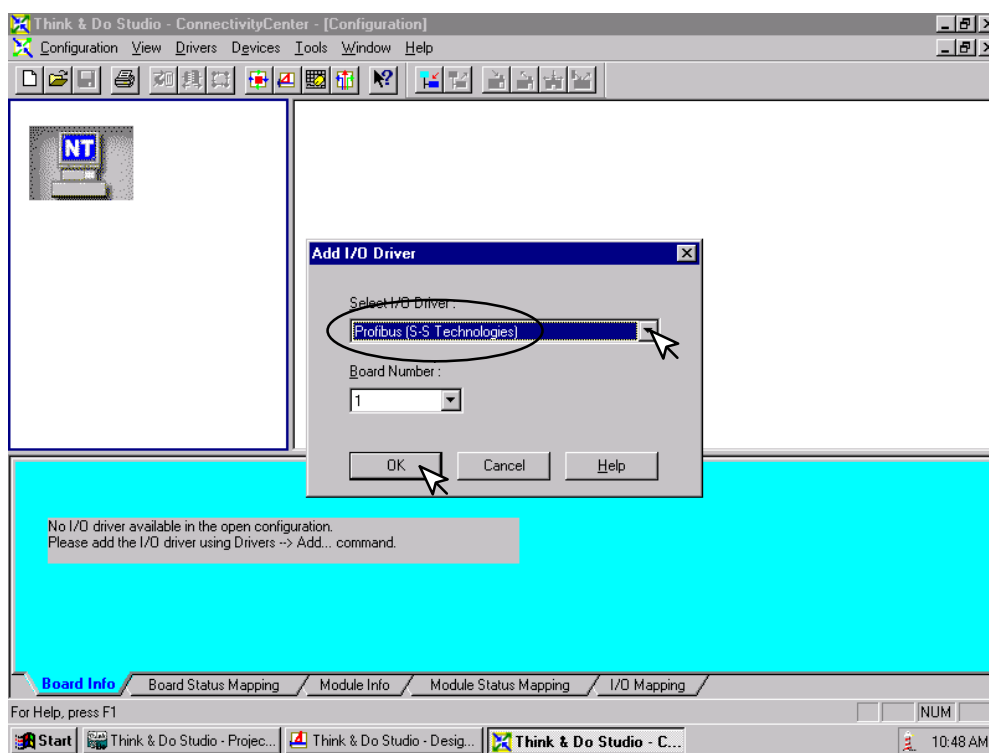 Think & Do Studio - ConnectivityCenter - [Configuration]
Configuration View Drivers Devices Tools Window Help
NT
Add I/O Driver
Select I/O Driver :
Profibus (S-S Technologies)
Board Number :
1
OK Cancel Help
No I/O driver available in the open configuration.
Please add the I/O driver using Drivers --> Add... command.
Board Info Board Status Mapping Module Info Module Status Mapping I/O Mapping
For Help, press F1 NUM
Start Think & Do Studio - Projec... Think & Do Studio - Desig... Think & Do Studio - C... 10:48 AM